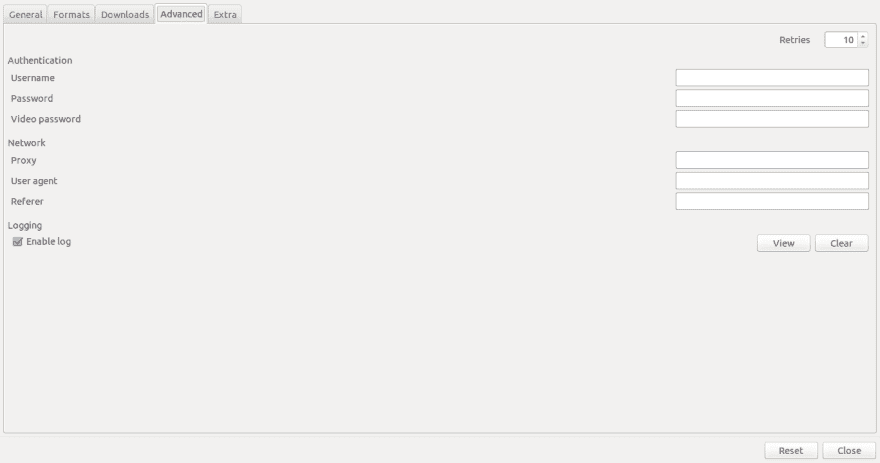 General Formats Downloads Advanced Extra
Retries 10
Authentication
Username
Password
Video password
Network
Proxy
User agent
Referer
Logging
Enable log View Clear
Reset Close